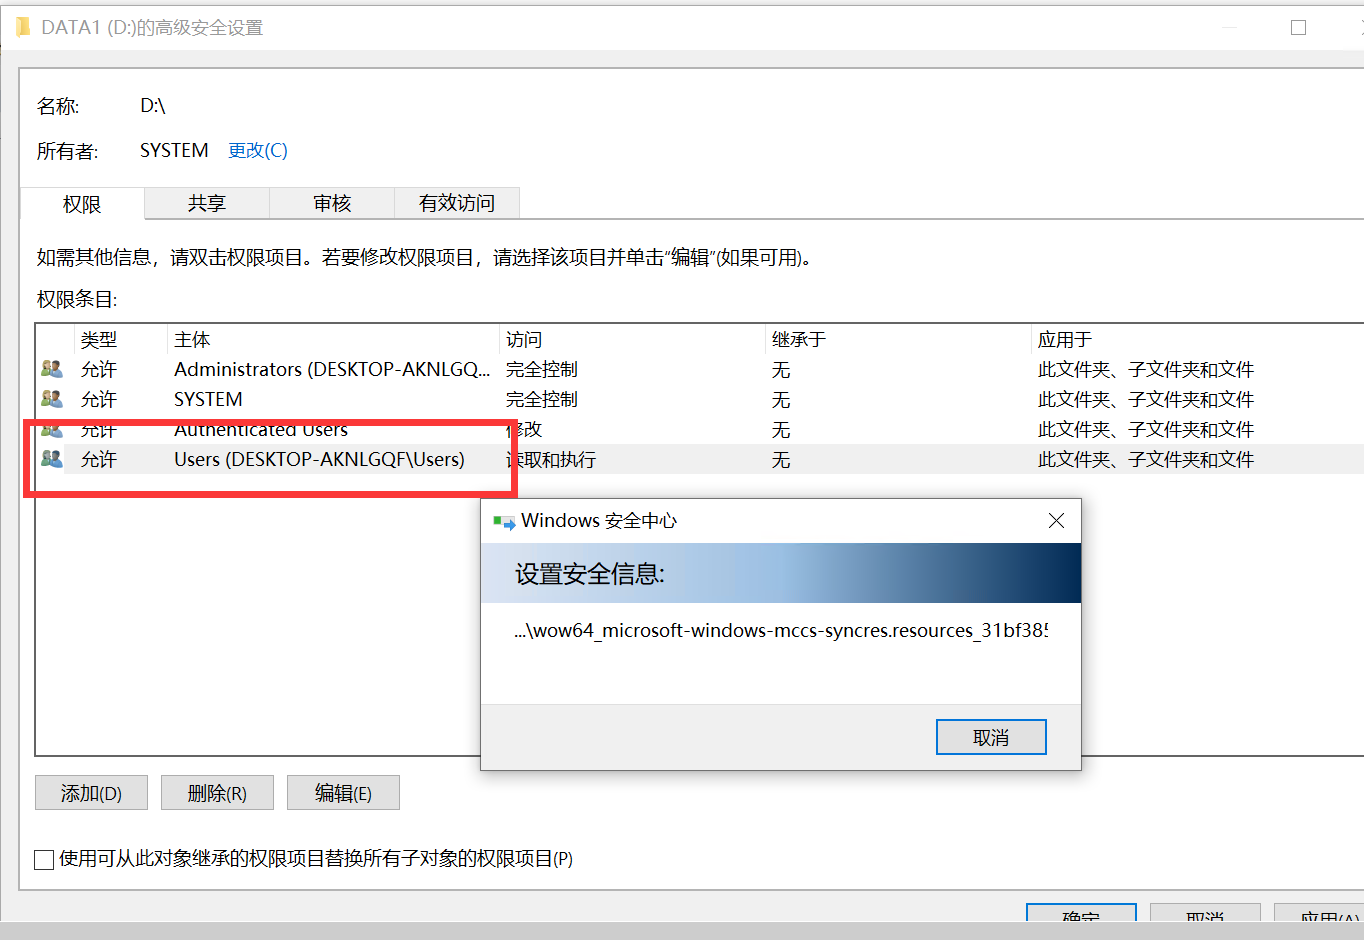 DATA1 (D:)的高级安全设置
名称: D:\
所有者: SYSTEM 更改(C)
权限 共享 审核 有效访问
如需其他信息，请双击权限项目。若要修改权限项目，请选择该项目并单击“编辑”(如果可用)。
权限条目:
类型 主体 访问 继承于 应用于
允许 Administrators (DESKTOP-AKNLGQ... 完全控制 无 此文件夹、子文件夹和文件
允许 SYSTEM 完全控制 无 此文件夹、子文件夹和文件
允许 Authenticated Users 修改 无 此文件夹、子文件夹和文件
允许 Users (DESKTOP-AKNLGQF\Users) 读取和执行 无 此文件夹、子文件夹和文件
Windows 安全中心
设置安全信息:
...\wow64_microsoft-windows-mccs-syncres.resources_31bf385
取消
添加(D) 删除(R) 编辑(E)
使用可从此对象继承的权限项目替换所有子对象的权限项目(P)
确定 取消 应用(A)